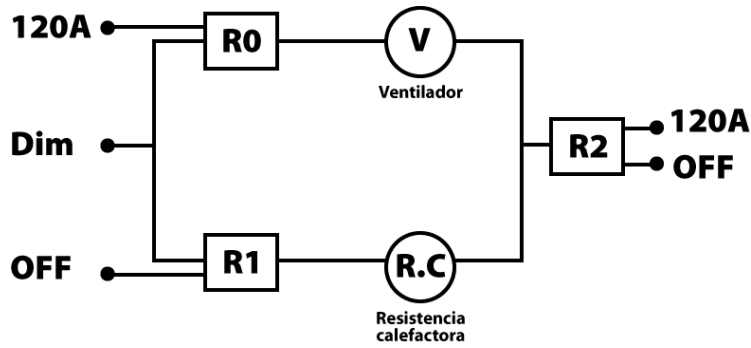 120A
R0
V
Ventilador
Dim
R2
120A
OFF
OFF
R1
R.C
Resistencia
calefactora